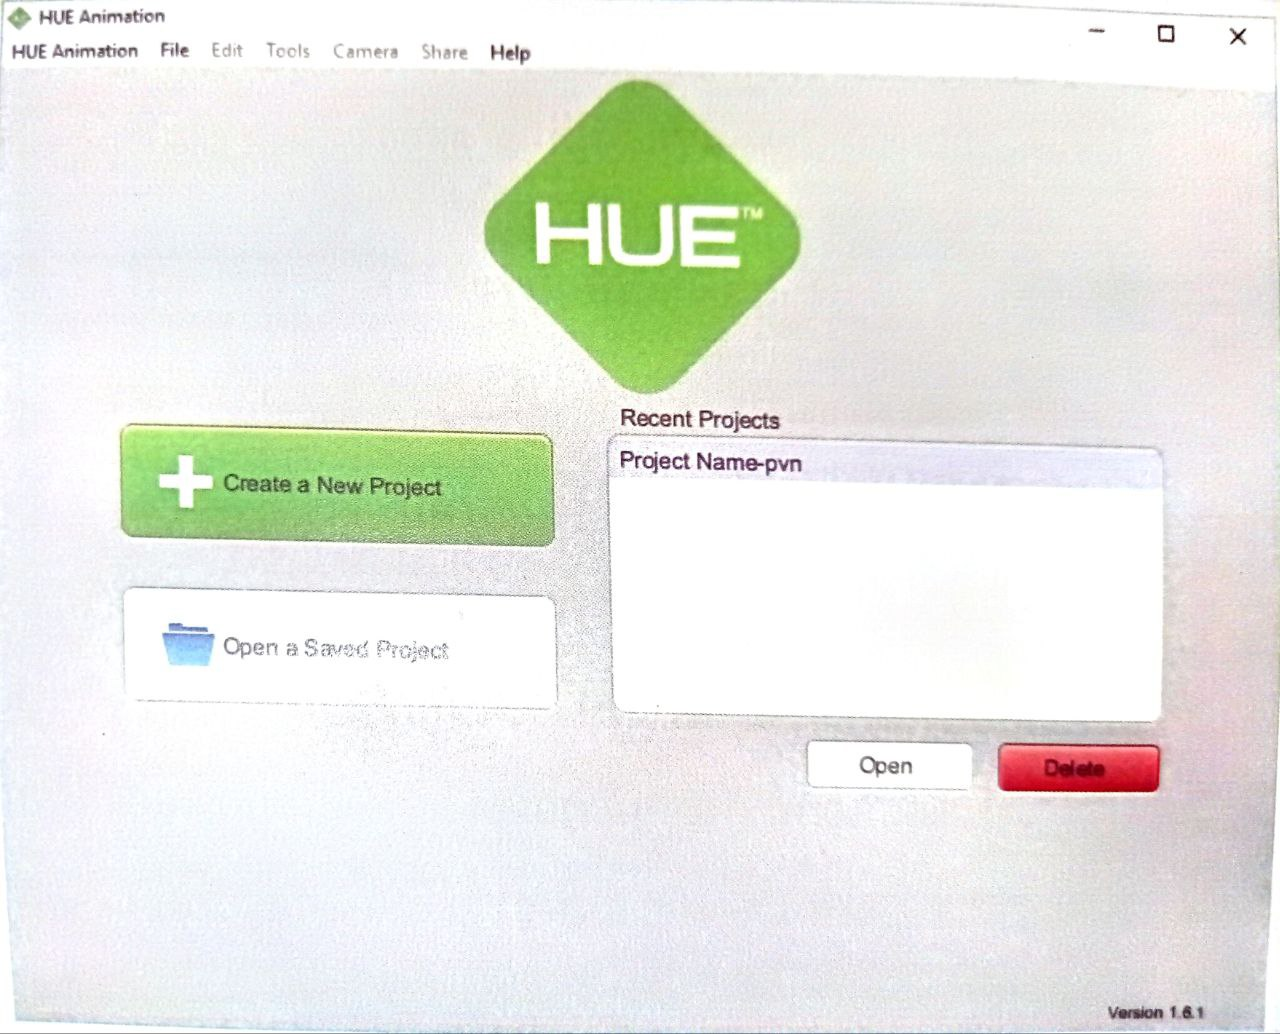 HUE Animation
HUE Animation File Edit Tools Camera Share Help
HUE™
Recent Projects
Project Name-pvn
Create a New Project
Open a Saved Project
Open Delete
Version 1.6.1